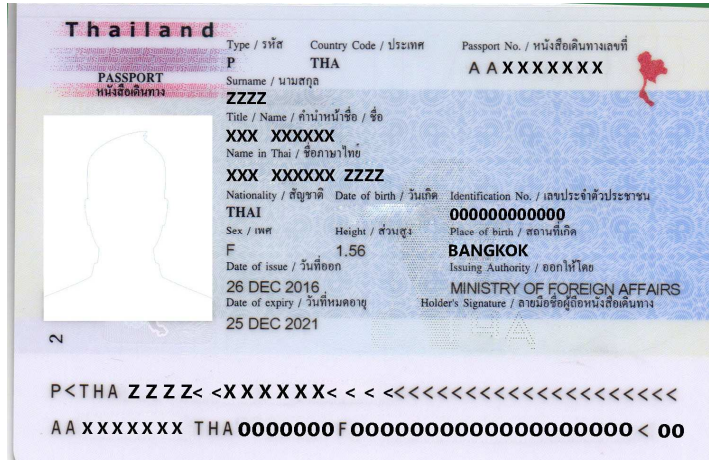 Thailand
Type / รหัส Country Code / ประเทศ Passport No. / หนังสือเดินทางเลขที่
P THA A A X X X X X X X
PASSPORT
หนังสือเดินทาง
Surname / นามสกุล
ZZZZ
Title / Name / คำนำหน้าชื่อ / ชื่อ
XXX XXXXXX
Name in Thai / ชื่อภาษาไทย
XXX XXXXXX ZZZZ
Nationality / สัญชาติ Date of birth / วันเกิด Identification No. / เลขประจำตัวประชาชน
THAI 000000000000
Sex / เพศ Height / ส่วนสูง Place of birth / สถานที่เกิด
F 1.56 BANGKOK
Date of issue / วันที่ออก Issuing Authority / ออกให้โดย
26 DEC 2016 MINISTRY OF FOREIGN AFFAIRS
Date of expiry / วันที่หมดอายุ Holder's Signature / ลายมือชื่อผู้ถือหนังสือเดินทาง
25 DEC 2021
2
P<THA ZZZZ< <XXXXXX< < < <<<<<<<<<<<<<<<<<<<<<
AAXXXXXXX THA0000000F0000000000000000000< 00